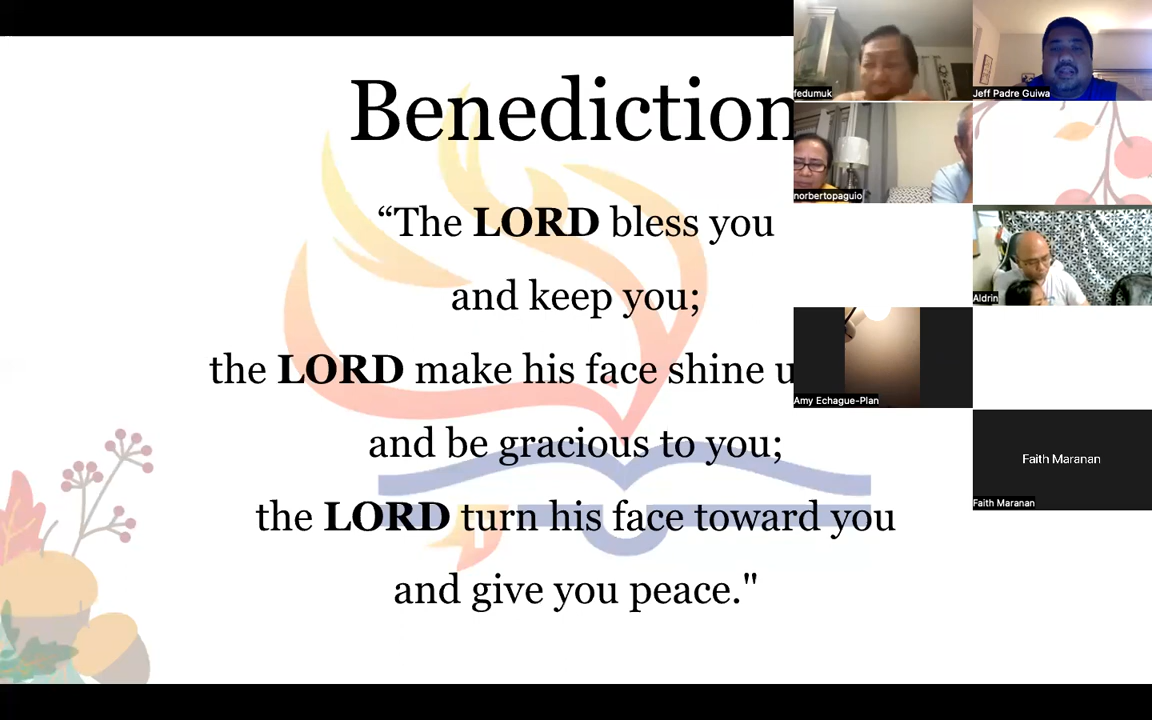 Benediction
“The LORD bless you
and keep you;
the LORD make his face shine
and be gracious to you;
the LORD turn his face toward you
and give you peace."
fedumuk
Jeff Padre Guiwa
norbertopaguio
Aldrin
Amy Echague-Plan
Faith Maranan
Faith Maranan